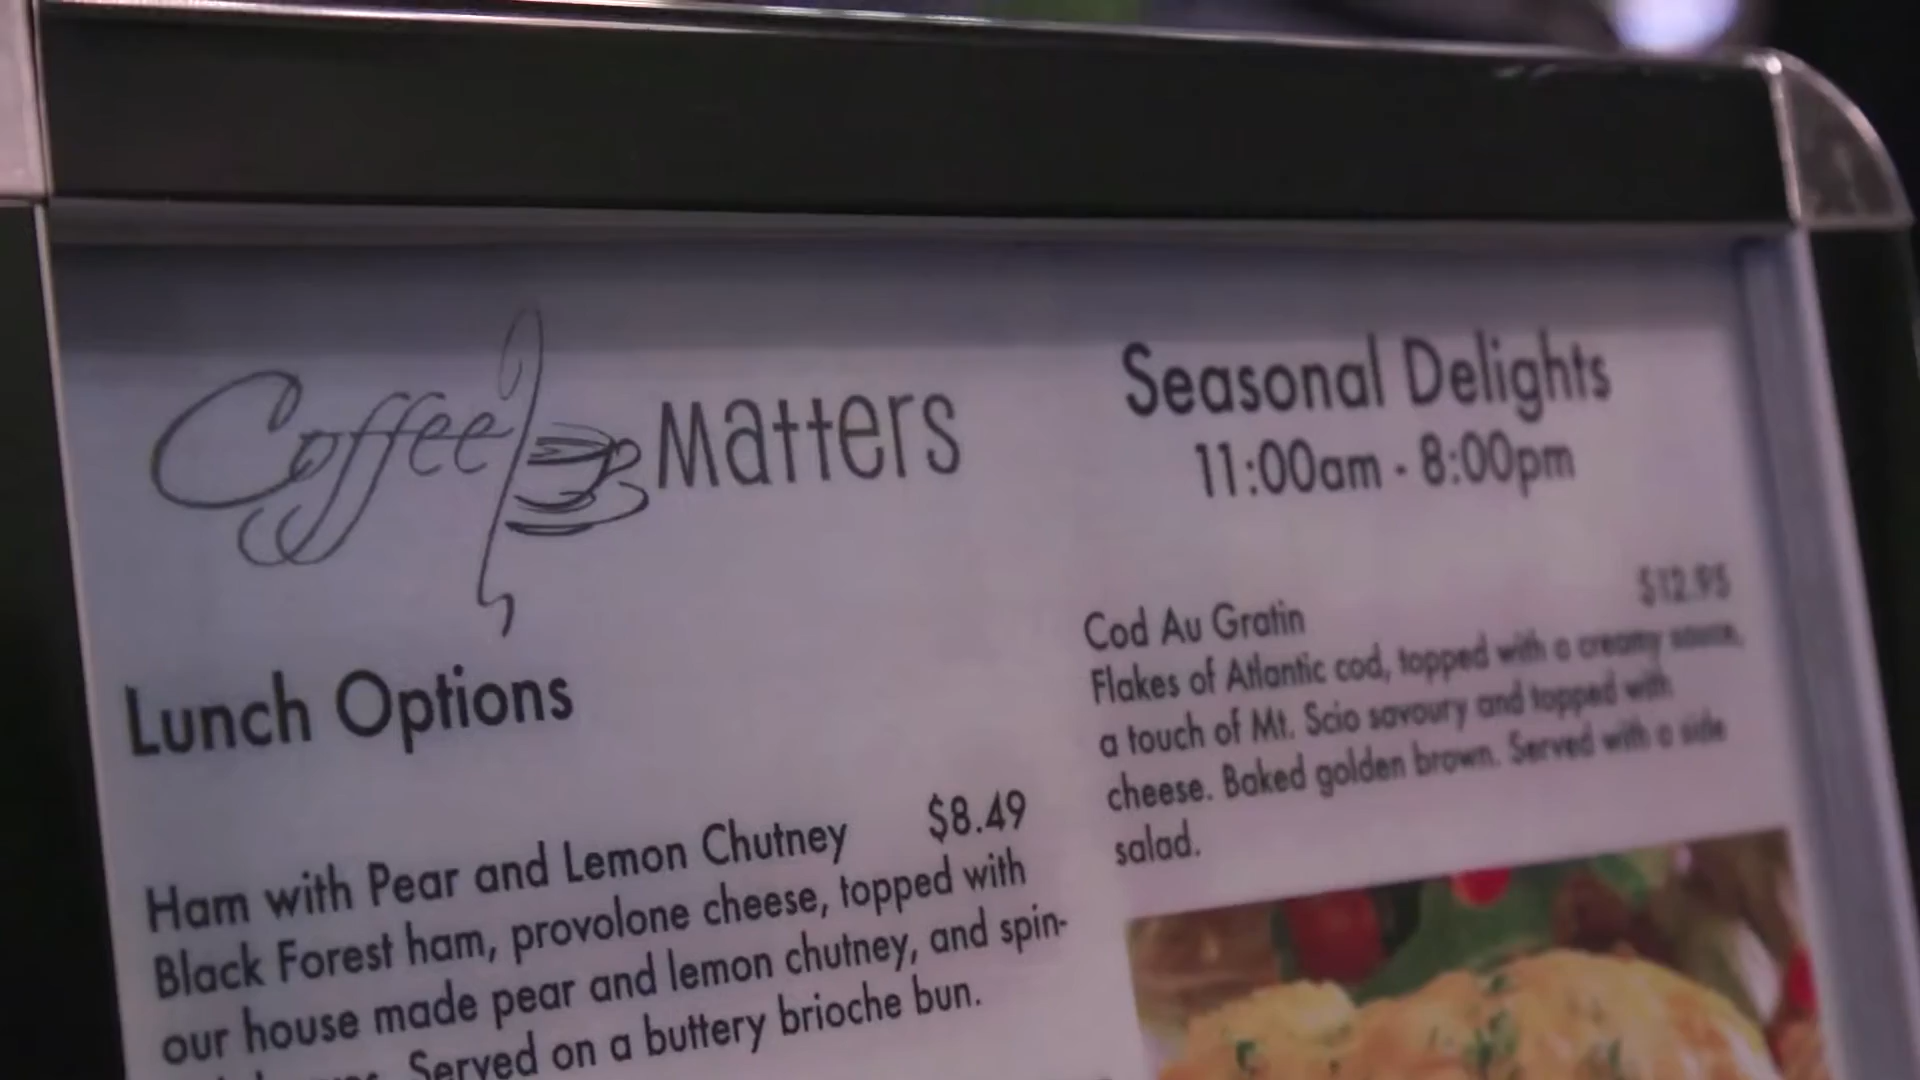 Coffee Matters
Lunch Options
Ham with Pear and Lemon Chutney $8.49
Black Forest ham, provolone cheese, topped with
our house made pear and lemon chutney, and spin-
Served on a buttery brioche bun.
Seasonal Delights
11:00am - 8:00pm
$12.95
Cod Au Gratin
Flakes of Atlantic cod, topped with a creamy sauce,
a touch of Mt. Scio savoury and topped with
cheese. Baked golden brown. Served with a side
salad.